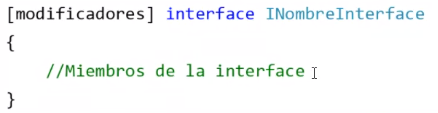 [modificadores] interface INombreInterface
{
//Miembros de la interface
}